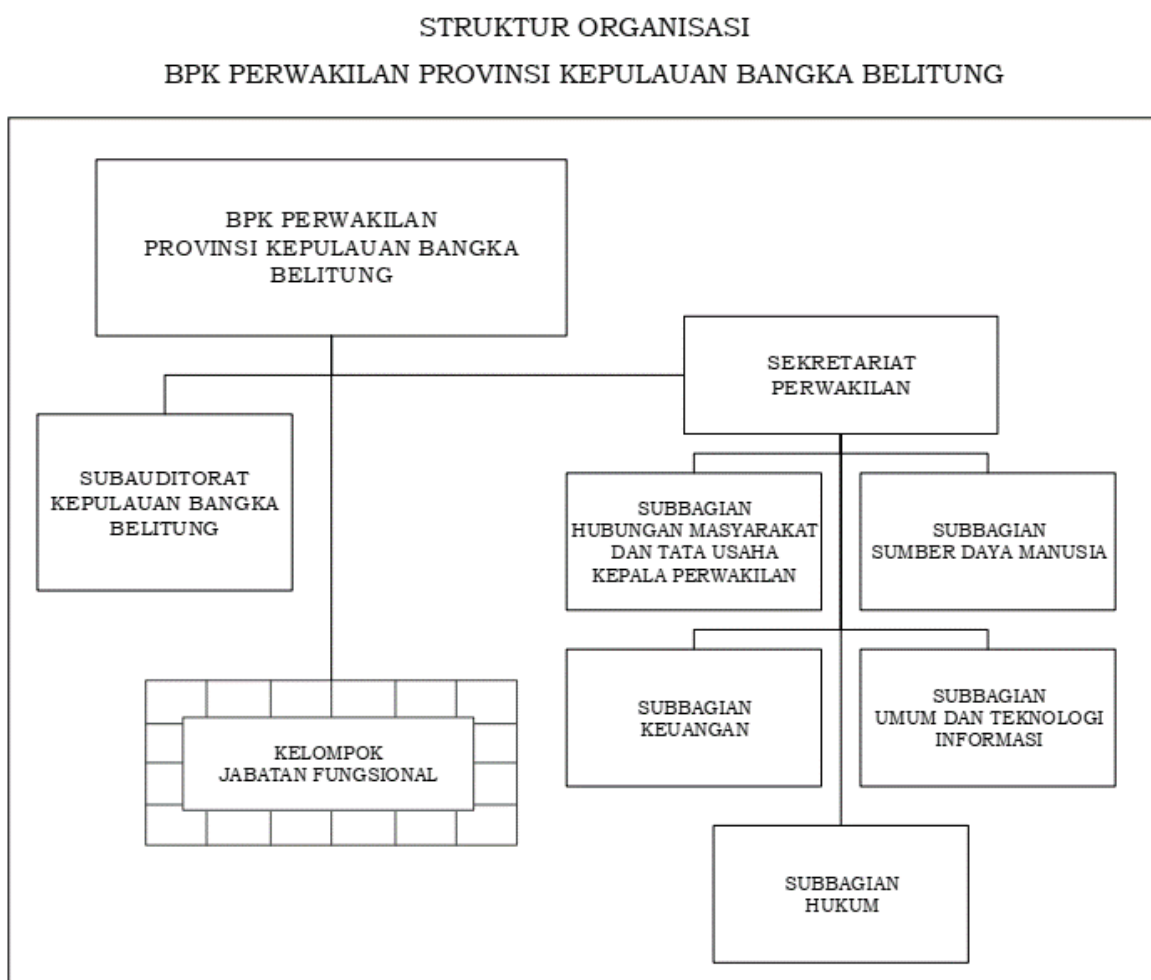 STRUKTUR ORGANISASI
BPK PERWAKILAN PROVINSI KEPULAUAN BANGKA BELITUNG
BPK PERWAKILAN
PROVINSI KEPULAUAN BANGKA
BELITUNG
SEKRETARIAT
PERWAKILAN
SUBAUDITORAT
KEPULAUAN BANGKA
BELITUNG
SUBBAGIAN
HUBUNGAN MASYARAKAT
DAN TATA USAHA
KEPALA PERWAKILAN
SUBBAGIAN
SUMBER DAYA MANUSIA
SUBBAGIAN
KEUANGAN
SUBBAGIAN
UMUM DAN TEKNOLOGI
INFORMASI
KELOMPOK
JABATAN FUNGSIONAL
SUBBAGIAN
HUKUM